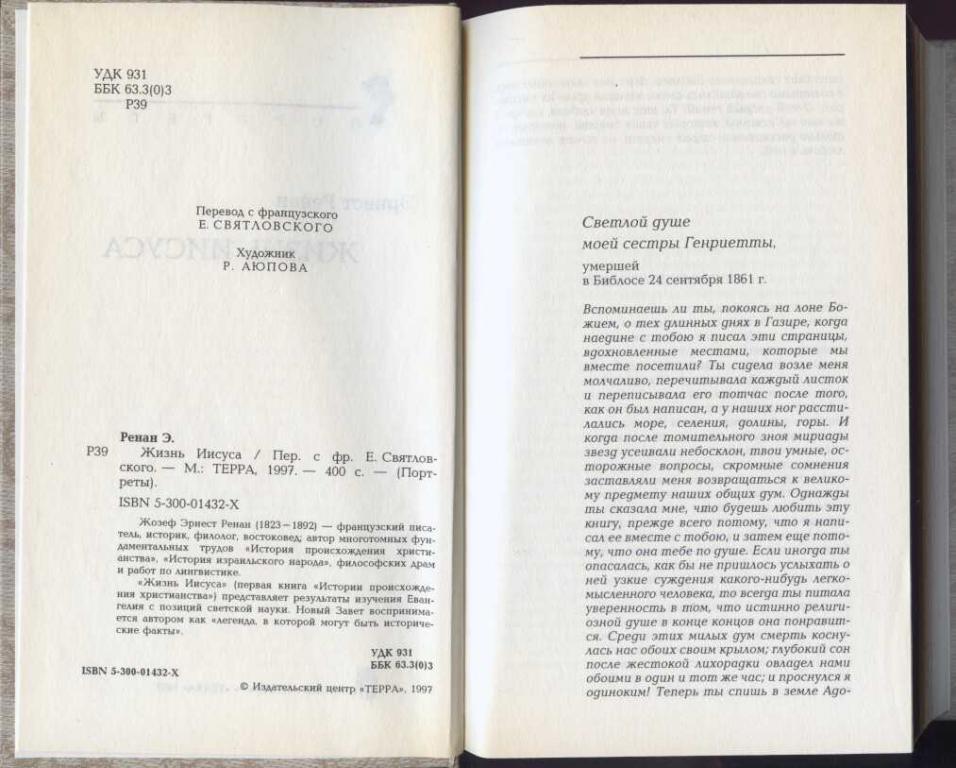 УДК 931
ББК 63.3(0)3
Р39
Перевод с французского
Е. СВЯТЛОВСКОГО
Художник
Р. АЮПОВА
Ренан Э.
Р39 Жизнь Иисуса / Пер. с фр. Е. Святлов-
ского. — М.: ТЕРРА, 1997. — 400 с. — (Порт-
реты).
ISBN 5-300-01432-X
Жозеф Эрнест Ренан (1823—1892) — французский писа-
тель, историк, филолог, востоковед; автор многотомных фун-
даментальных трудов «История происхождения христи-
анства», «История израильского народа», философских драм
и работ по лингвистике.
«Жизнь Иисуса» (первая книга «Истории происхожде-
ния христианства») представляет результаты изучения Еван-
гелия с позиций светской науки. Новый Завет воспринима-
ется автором как «легенда, в которой могут быть историче-
ские факты».
УДК 931
ББК 63.3(0)3
ISBN 5-300-01432-X
© Издательский центр «ТЕРРА», 1997
Светлой душе
моей сестры Генриетты,
умершей
в Библосе 24 сентября 1861 г.
Вспоминаешь ли ты, покоясь на лоне Бо-
жием, о тех длинных днях в Газире, когда
наедине с тобою я писал эти страницы,
вдохновленные местами, которые мы
вместе посетили? Ты сидела возле меня
молчаливо, перечитывала каждый листок
и переписывала его тотчас после того,
как он был написан, а у наших ног рассти-
лались море, селения, долины, горы. И
когда после томительного зноя мириады
звезд усеивали небосклон, твои умные, ос-
торожные вопросы, скромные сомнения
заставляли меня возвращаться к велико-
му предмету наших общих дум. Однажды
ты сказала мне, что будешь любить эту
книгу, прежде всего потому, что я напи-
сал ее вместе с тобою, и затем еще пото-
му, что она тебе по душе. Если иногда ты
опасалась, как бы не пришлось услыхать о
ней узкие суждения какого-нибудь легко-
мысленного человека, то всегда ты питала
уверенность в том, что истинно религи-
озной душе в конце концов она понравит-
ся. Среди этих милых дум смерть косну-
лась нас обоих своим крылом; глубокий сон
после жестокой лихорадки овладел нами
обоими в один и тот же час; и проснулся я
одиноким! Теперь ты спишь в земле Адо-